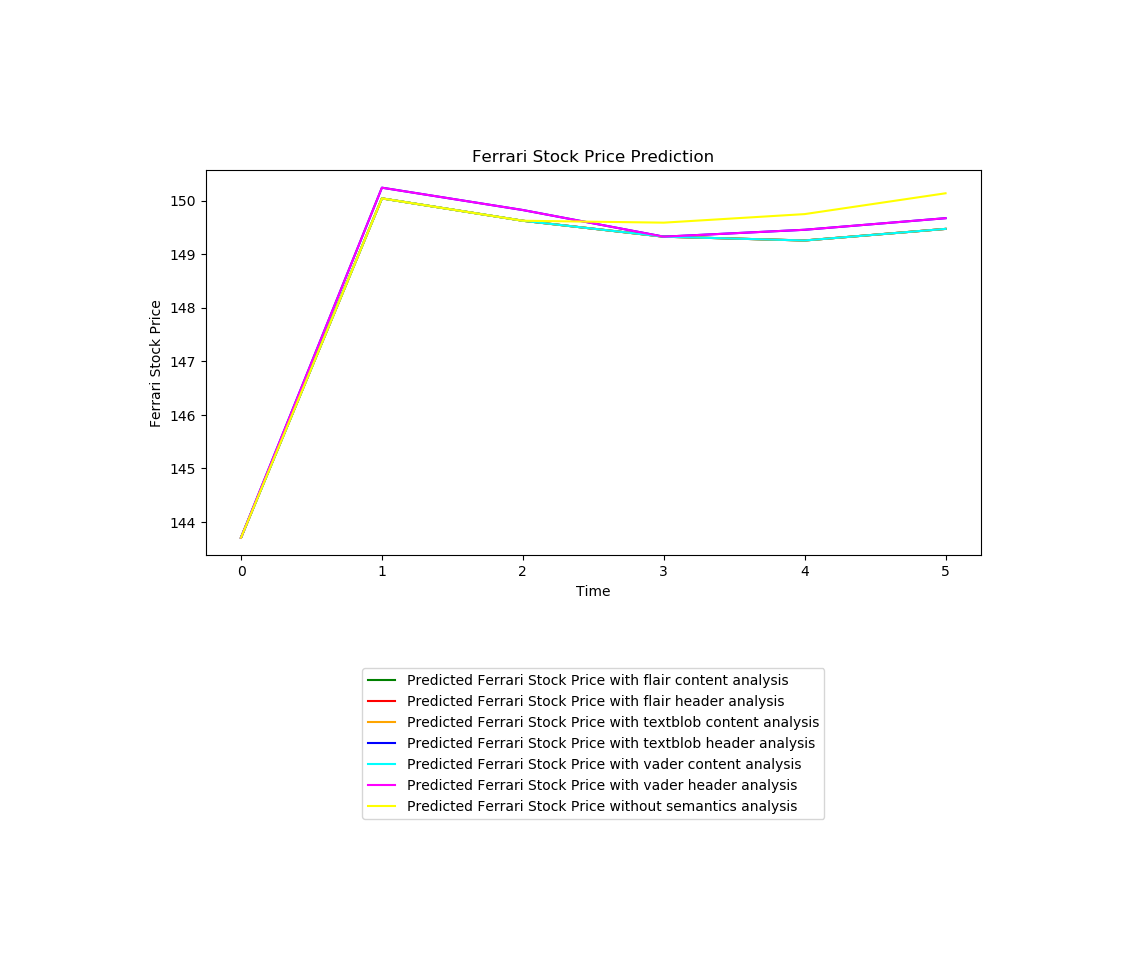 Ferrari Stock Price Prediction
150
149
148
147
146
145
144
Ferrari Stock Price
0 1 2 3 4 5
Time
Predicted Ferrari Stock Price with flair content analysis
Predicted Ferrari Stock Price with flair header analysis
Predicted Ferrari Stock Price with textblob content analysis
Predicted Ferrari Stock Price with textblob header analysis
Predicted Ferrari Stock Price with vader content analysis
Predicted Ferrari Stock Price with vader header analysis
Predicted Ferrari Stock Price without semantics analysis